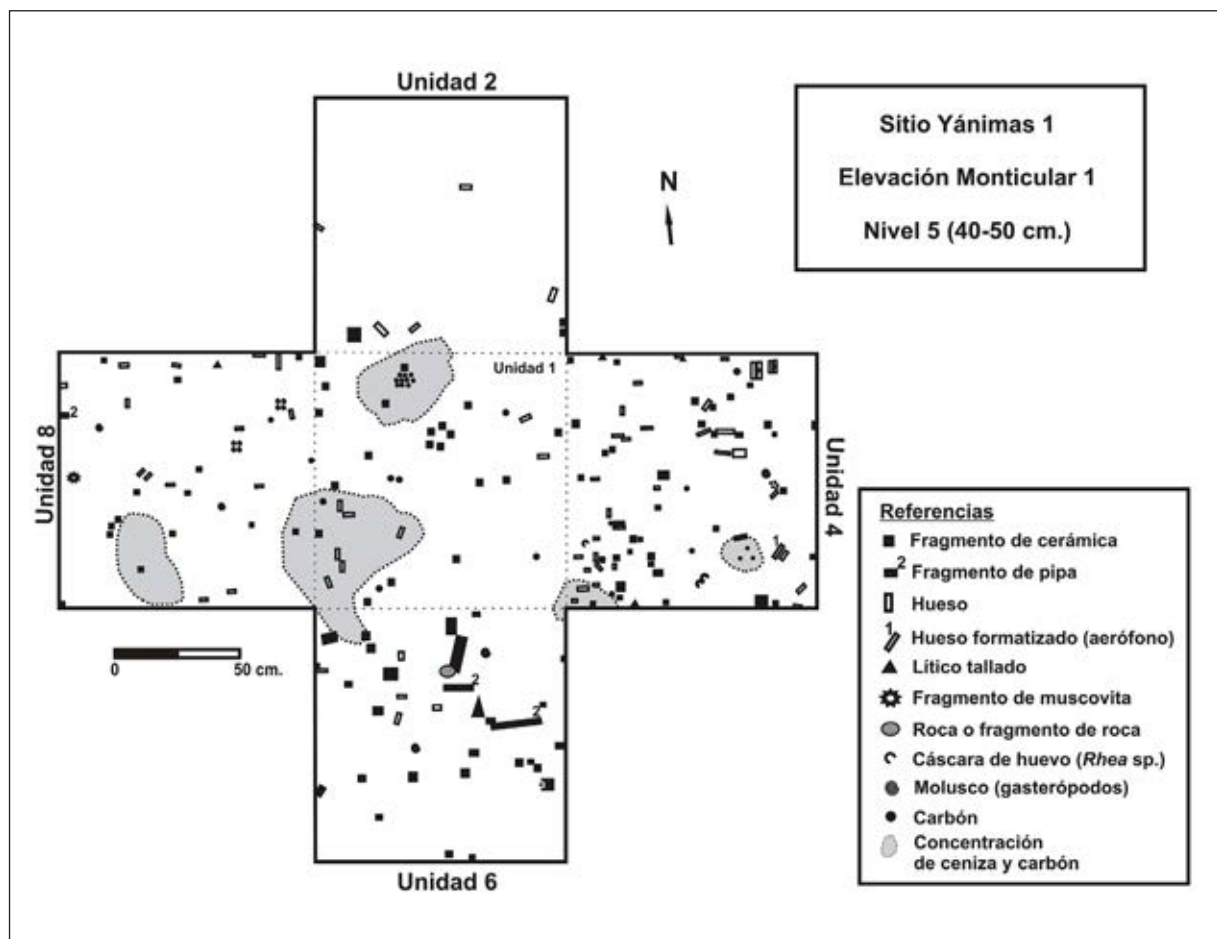 Unidad 2
Sitio Yánimas 1
Elevación Monticular 1
Nivel 5 (40-50 cm.)
N
Unidad 1
Unidad 8
2
Unidad 4
1
0
50 cm.
2
2
Unidad 6
Referencias
Fragmento de cerámica
2
Fragmento de pipa
Hueso
1
Hueso formatizado (aerófono)
Lítico tallado
Fragmento de muscovita
Roca o fragmento de roca
Cáscara de huevo (Rhea sp.)
Molusco (gasterópodos)
Carbón
Concentración
de ceniza y carbón